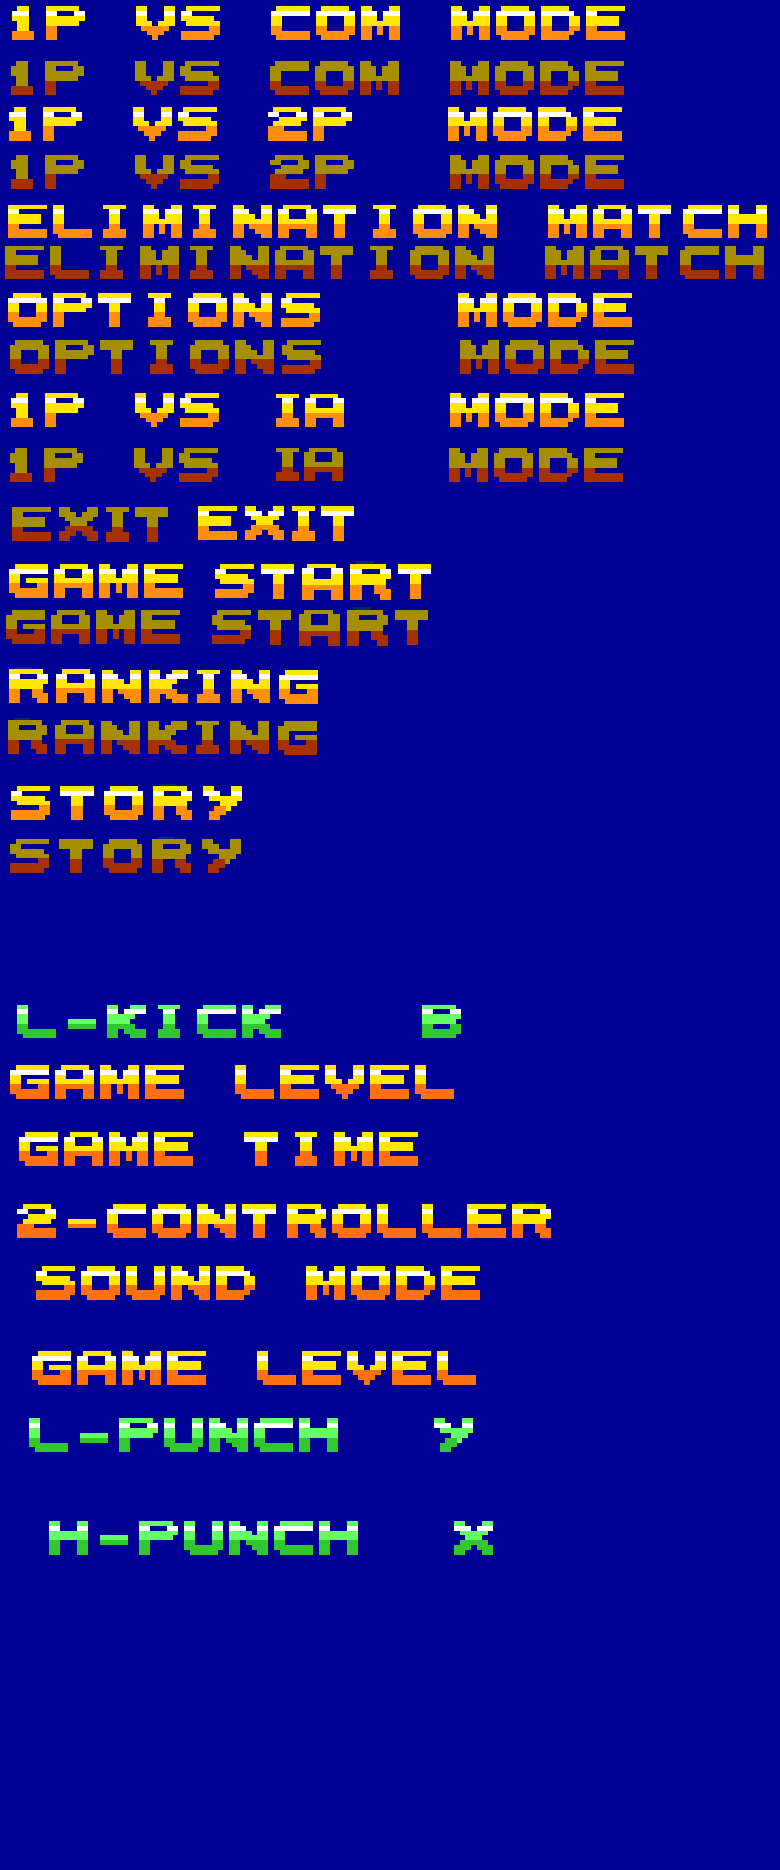 1P VS COM MODE
1P VS COM MODE
1P VS 2P MODE
1P VS 2P MODE
ELIMINATION MATCH
ELIMINATION MATCH
OPTIONS MODE
OPTIONS MODE
1P VS IA MODE
1P VS IA MODE
EXIT EXIT
GAME START
GAME START
RANKING
RANKING
STORY
STORY
L-KICK B
GAME LEVEL
GAME TIME
2-CONTROLLER
SOUND MODE
GAME LEVEL
L-PUNCH Y
H-PUNCH X